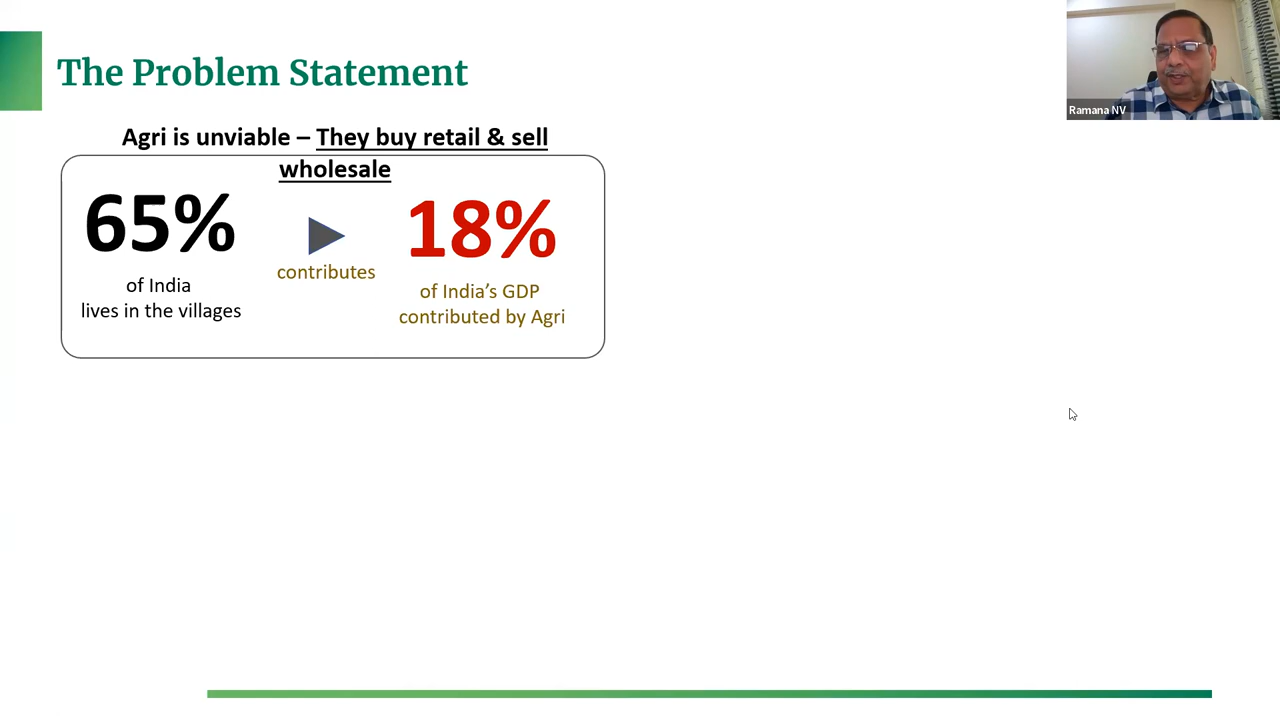 The Problem Statement
Ramana NV
Agri is unviable – They buy retail & sell
wholesale
65%
of India
lives in the villages
contributes
18%
of India’s GDP
contributed by Agri